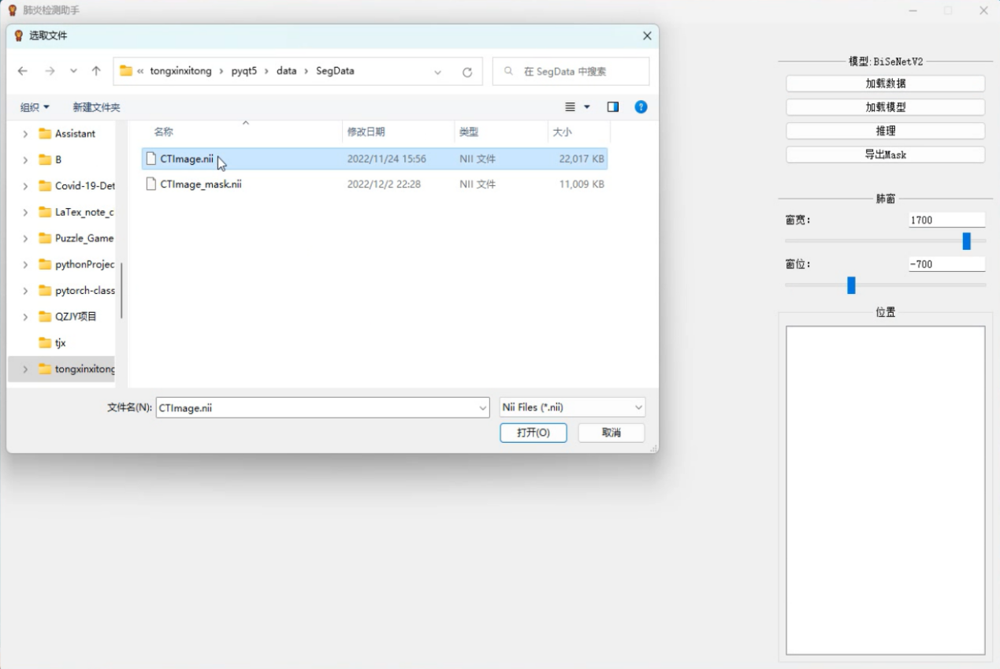 肺炎检测助手
选取文件
« tongxinxitong › pyqt5 › data › SegData
在 SegData 中搜索
组织
新建文件夹
名称 修改日期 类型 大小
CTImage.nii 2022/11/24 15:56 NII 文件 22,017 KB
CTImage_mask.nii 2022/12/2 22:28 NII 文件 11,009 KB
Assistant
B
Covid-19-Det
LaTex_note_c
Puzzle_Game
pythonProjec
pytorch-class
QZJY项目
tjx
tongxinxitong
文件名(N): CTImage.nii
Nii Files (*.nii)
打开(O)
取消
模型:BiSeNetV2
加载数据
加载模型
推理
导出Mask
肺窗
窗宽: 1700
窗位: -700
位置